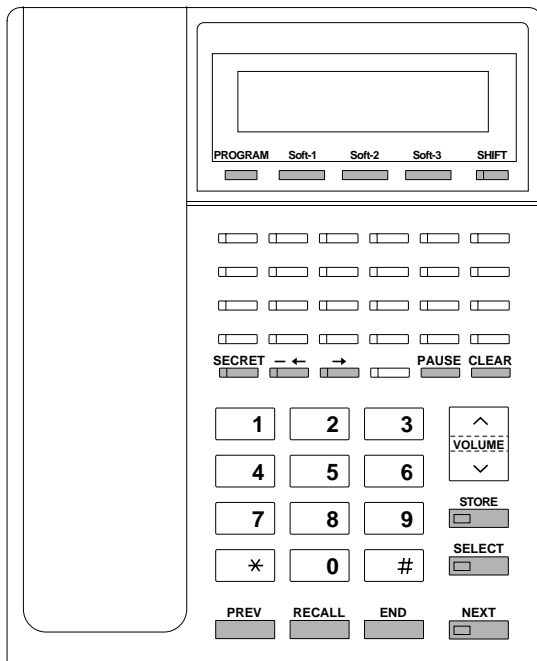 PROGRAM Soft-1 Soft-2 Soft-3 SHIFT
SECRET – ← → PAUSE CLEAR
1 2 3
VOLUME
4 5 6
STORE
7 8 9
SELECT
* 0 #
PREV RECALL END NEXT